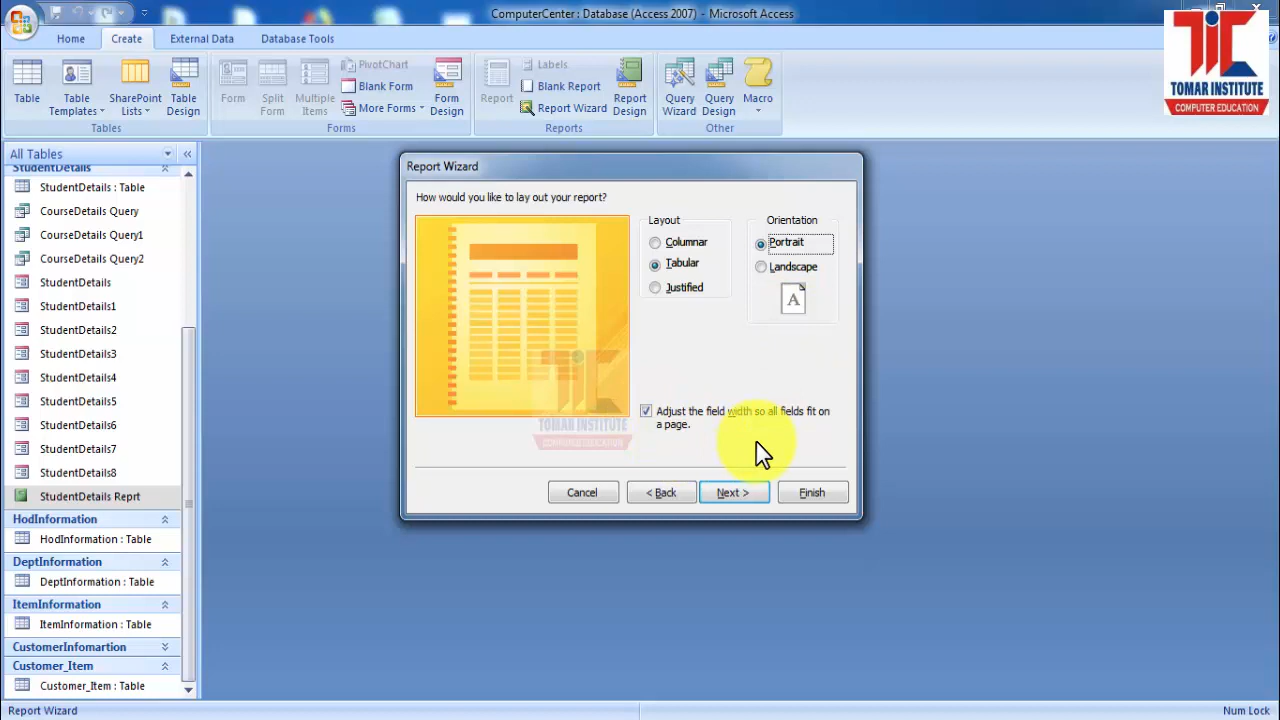 ComputerCenter : Database (Access 2007) - Microsoft Access
Home
Create
External Data
Database Tools
Table
Table
Templates
SharePoint
Lists
Table
Design
Tables
Form
Split
Form
Multiple
Items
PivotChart
Blank Form
More Forms
Form
Design
Forms
Report
Labels
Blank Report
Report Wizard
Report
Design
Reports
Query
Wizard
Query
Design
Macro
Other
TIC
TOMAR INSTITUTE
COMPUTER EDUCATION
All Tables
StudentDetails
StudentDetails : Table
CourseDetails Query
CourseDetails Query1
CourseDetails Query2
StudentDetails
StudentDetails1
StudentDetails2
StudentDetails3
StudentDetails4
StudentDetails5
StudentDetails6
StudentDetails7
StudentDetails8
StudentDetails Reprt
HodInformation
HodInformation : Table
DeptInformation
DeptInformation : Table
ItemInformation
ItemInformation : Table
CustomerInfomartion
Customer_Item
Customer_Item : Table
Report Wizard
How would you like to lay out your report?
Layout
Columnar
Tabular
Justified
Orientation
Portrait
Landscape
A
Adjust the field width so all fields fit on
a page.
TIC
TOMAR INSTITUTE
COMPUTER EDUCATION
Cancel
< Back
Next >
Finish
Report Wizard
Num Lock